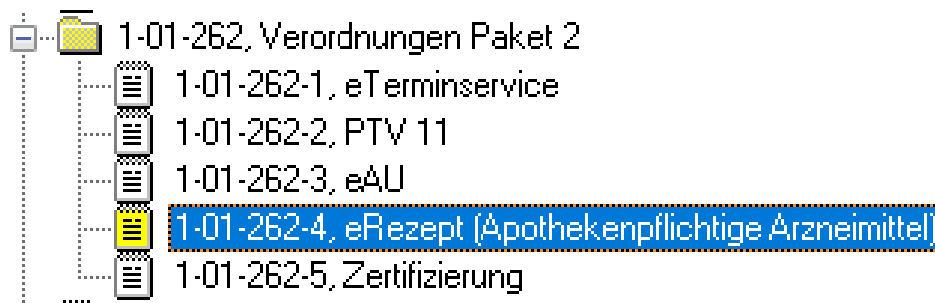 1-01-262, Verordnungen Paket 2
1-01-262-1, eTerminservice
1-01-262-2, PTV 11
1-01-262-3, eAU
1-01-262-4, eRezept (Apothekenpflichtige Arzneimittel)
1-01-262-5, Zertifizierung